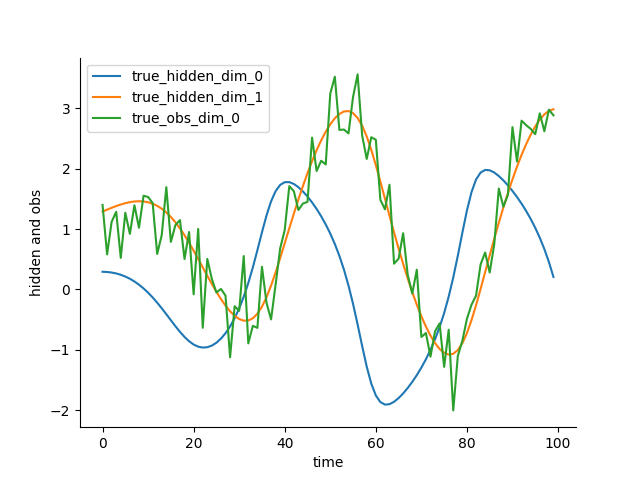 true_hidden_dim_0
true_hidden_dim_1
true_obs_dim_0
hidden and obs
3
2
1
0
−1
−2
0 20 40 60 80 100
time